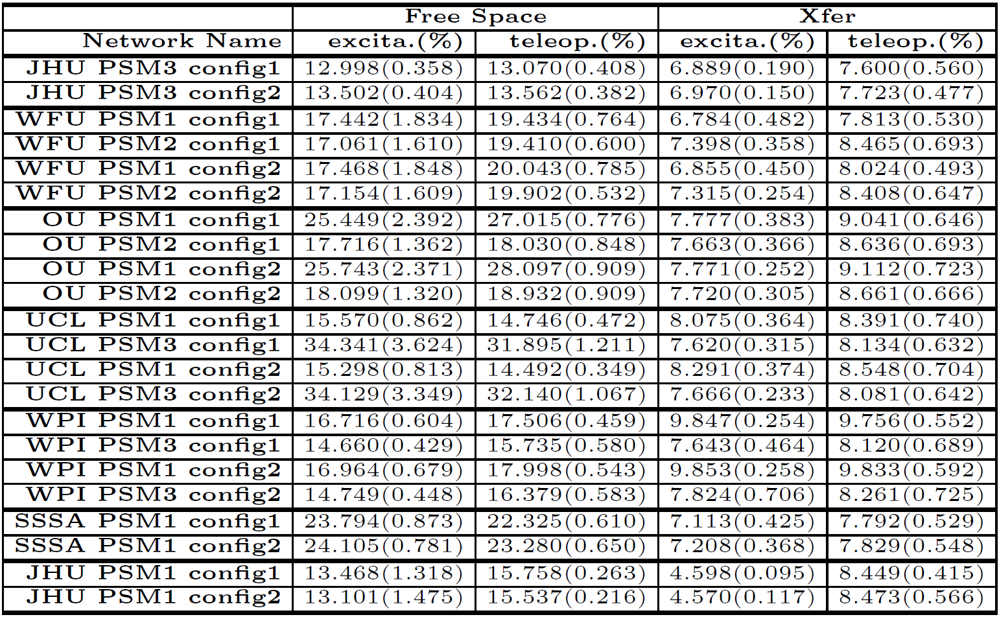 Free Space Xfer
Network Name excita.(%) teleop.(%) excita.(%) teleop.(%)
JHU PSM3 config1 12.998(0.358) 13.070(0.408) 6.889(0.190) 7.600(0.560)
JHU PSM3 config2 13.502(0.404) 13.562(0.382) 6.970(0.150) 7.723(0.477)
WFU PSM1 config1 17.442(1.834) 19.434(0.764) 6.784(0.482) 7.813(0.530)
WFU PSM2 config1 17.061(1.610) 19.410(0.600) 7.398(0.358) 8.465(0.693)
WFU PSM1 config2 17.468(1.848) 20.043(0.785) 6.855(0.450) 8.024(0.493)
WFU PSM2 config2 17.154(1.609) 19.902(0.532) 7.315(0.254) 8.408(0.647)
OU PSM1 config1 25.449(2.392) 27.015(0.776) 7.777(0.383) 9.041(0.646)
OU PSM2 config1 17.716(1.362) 18.030(0.848) 7.663(0.366) 8.636(0.693)
OU PSM1 config2 25.743(2.371) 28.097(0.909) 7.771(0.252) 9.112(0.723)
OU PSM2 config2 18.099(1.320) 18.932(0.909) 7.720(0.305) 8.661(0.666)
UCL PSM1 config1 15.570(0.862) 14.746(0.472) 8.075(0.364) 8.391(0.740)
UCL PSM3 config1 34.341(3.624) 31.895(1.211) 7.620(0.315) 8.134(0.632)
UCL PSM1 config2 15.298(0.813) 14.492(0.349) 8.291(0.374) 8.548(0.704)
UCL PSM3 config2 34.129(3.349) 32.140(1.067) 7.666(0.233) 8.081(0.642)
WPI PSM1 config1 16.716(0.604) 17.506(0.459) 9.847(0.254) 9.756(0.552)
WPI PSM3 config1 14.660(0.429) 15.735(0.580) 7.643(0.464) 8.120(0.689)
WPI PSM1 config2 16.964(0.679) 17.998(0.543) 9.853(0.258) 9.833(0.592)
WPI PSM3 config2 14.749(0.448) 16.379(0.583) 7.824(0.706) 8.261(0.725)
SSSA PSM1 config1 23.794(0.873) 22.325(0.610) 7.113(0.425) 7.792(0.529)
SSSA PSM1 config2 24.105(0.781) 23.280(0.650) 7.208(0.368) 7.829(0.548)
JHU PSM1 config1 13.468(1.318) 15.758(0.263) 4.598(0.095) 8.449(0.415)
JHU PSM1 config2 13.101(1.475) 15.537(0.216) 4.570(0.117) 8.473(0.566)